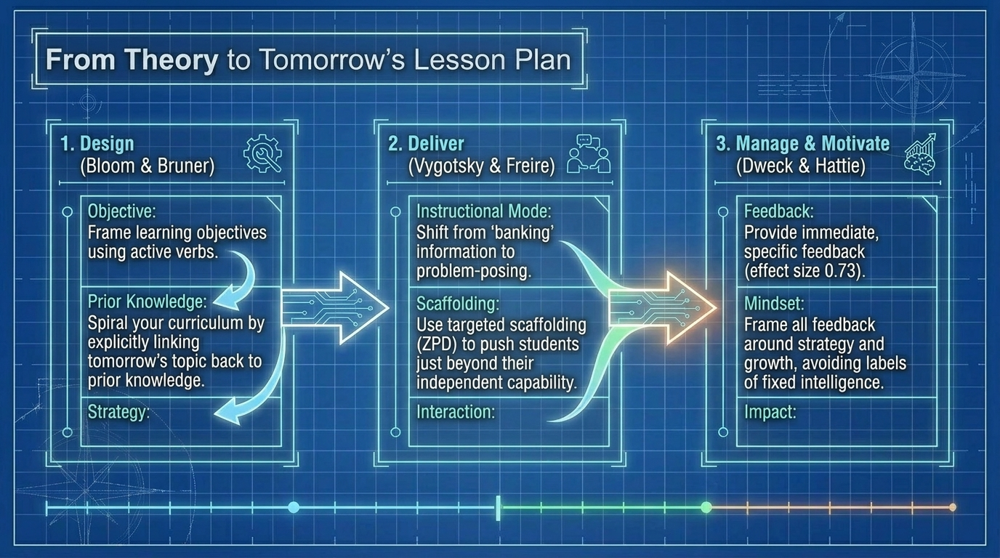 From Theory to Tomorrow's Lesson Plan
1. Design
(Bloom & Bruner)
Objective:
Frame learning objectives
using active verbs.
Prior Knowledge:
Spiral your curriculum by
explicitly linking
tomorrow's topic back to
prior knowledge.
Strategy:
2. Deliver
(Vygotsky & Freire)
Instructional Mode:
Shift from ‘banking’
information to
problem-posing.
Scaffolding:
Use targeted scaffolding
(ZPD) to push students
just beyond their
independent capability.
Interaction:
3. Manage & Motivate
(Dweck & Hattie)
Feedback:
Provide immediate,
specific feedback
(effect size 0.73).
Mindset:
Frame all feedback
around strategy and
growth, avoiding labels
of fixed intelligence.
Impact: